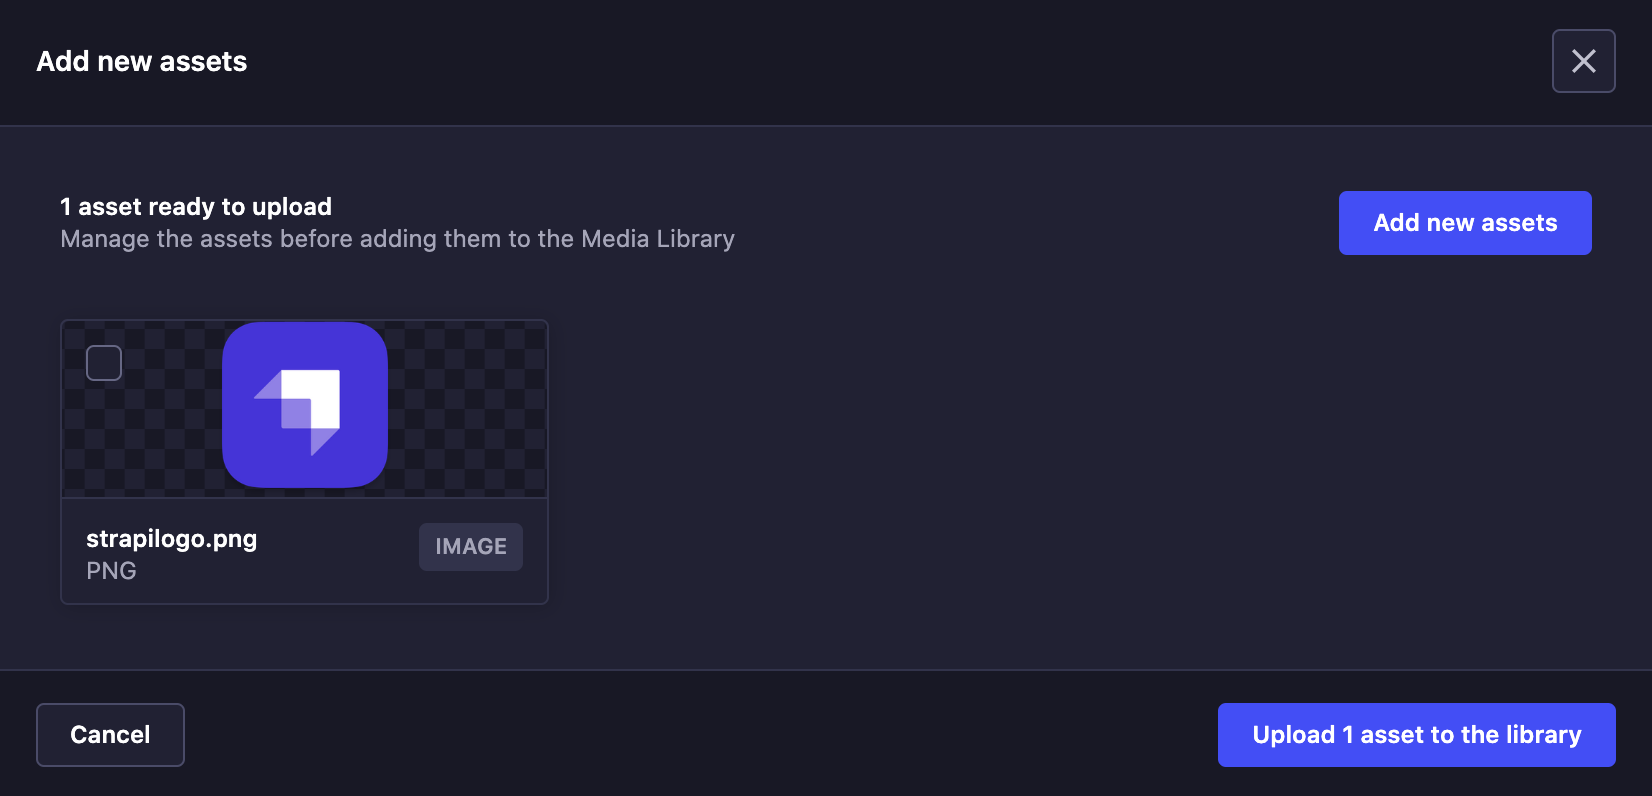 Add new assets
1 asset ready to upload
Manage the assets before adding them to the Media Library
Add new assets
strapilogo.png
PNG
IMAGE
Cancel
Upload 1 asset to the library